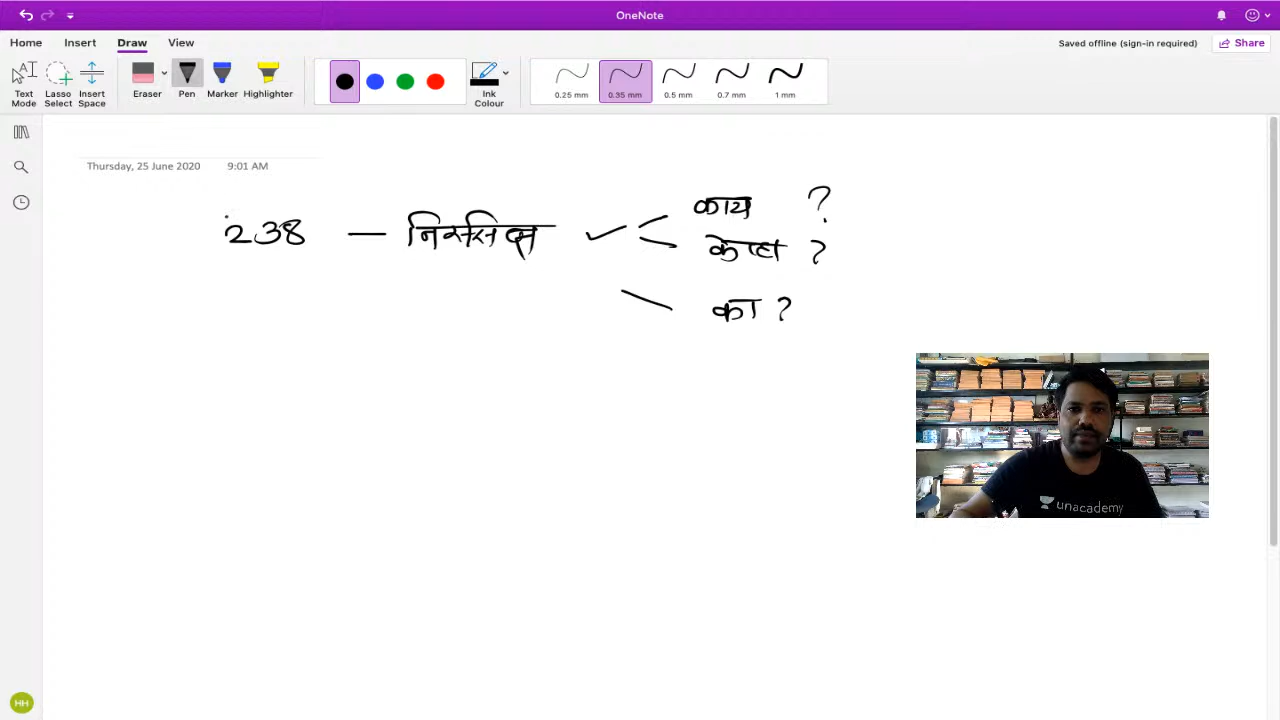 OneNote
Home Insert Draw View
Saved offline (sign-in required) Share
Text Mode
Lasso Select
Insert Space
Eraser
Pen
Marker
Highlighter
Ink Colour
0.25 mm
0.35 mm
0.5 mm
0.7 mm
1 mm
Thursday, 25 June 2020 9:01 AM
काय ?
238 —
?
का ?
unacademy
HH